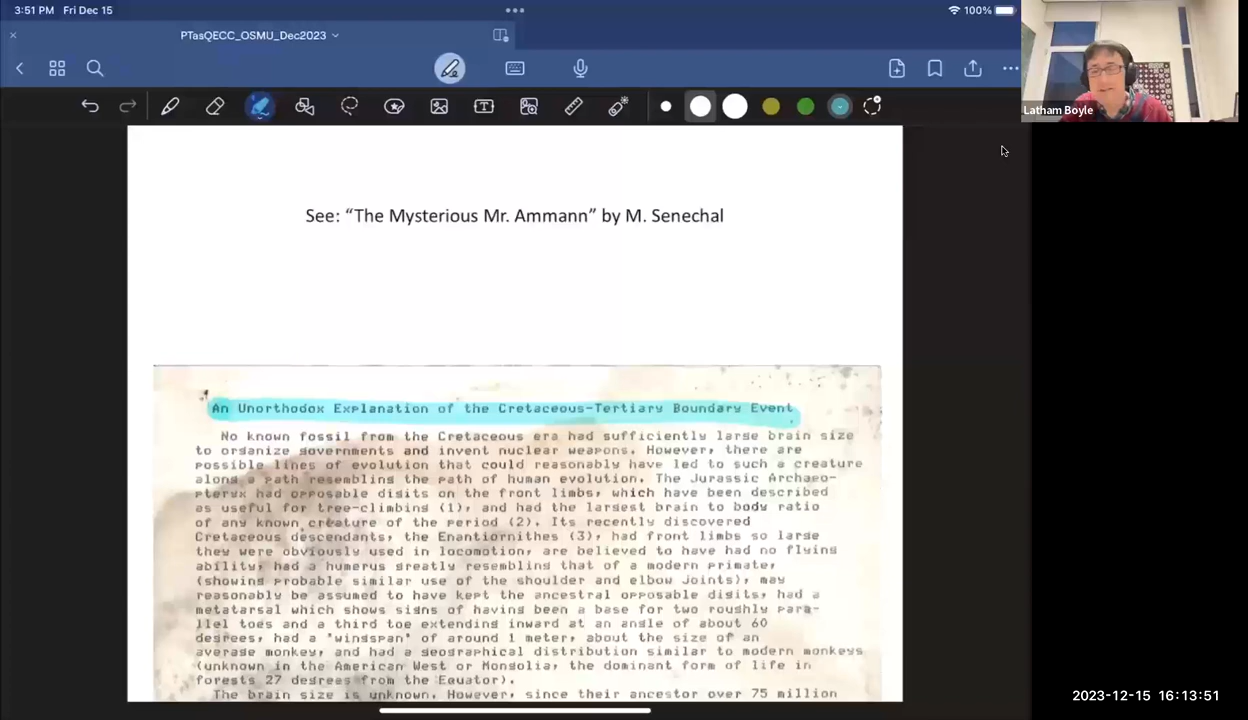 3:51 PM Fri Dec 15
100%
PTasQECC_OSMU_Dec2023
Latham Boyle
See: “The Mysterious Mr. Ammann” by M. Senechal
An Unorthodox Explanation of the Cretaceous-Tertiary Boundary Event
No known fossil from the Cretaceous era had sufficiently large brain size
to organize governments and invent nuclear weapons. However, there are
possible lines of evolution that could reasonably have led to such a creature
along a path resembling the path of human evolution. The Jurassic Archaeo-
pteryx had opposable digits on the front limbs, which have been described
as useful for tree-climbing (1), and had the largest brain to body ratio
of any known creature of the period (2). Its recently discovered
Cretaceous descendants, the Enantiornithes (3), had front limbs so large
they were obviously used in locomotion, are believed to have had no flying
ability, had a humerus greatly resembling that of a modern primate,
(showing probable similar use of the shoulder and elbow joints), may
reasonably be assumed to have kept the ancestral opposable digits, had a
metatarsal which shows signs of having been a base for two roughly para-
llel toes and a third toe extending inward at an angle of about 60
degrees, had a 'wingspan' of around 1 meter, about the size of an
average monkey, and had a geographical distribution similar to modern monkeys
(unknown in the American West or Mongolia, the dominant form of life in
forests 27 degrees from the Equator).
The brain size is unknown. However, since their ancestor over 75 million
2023-12-15 16:13:51